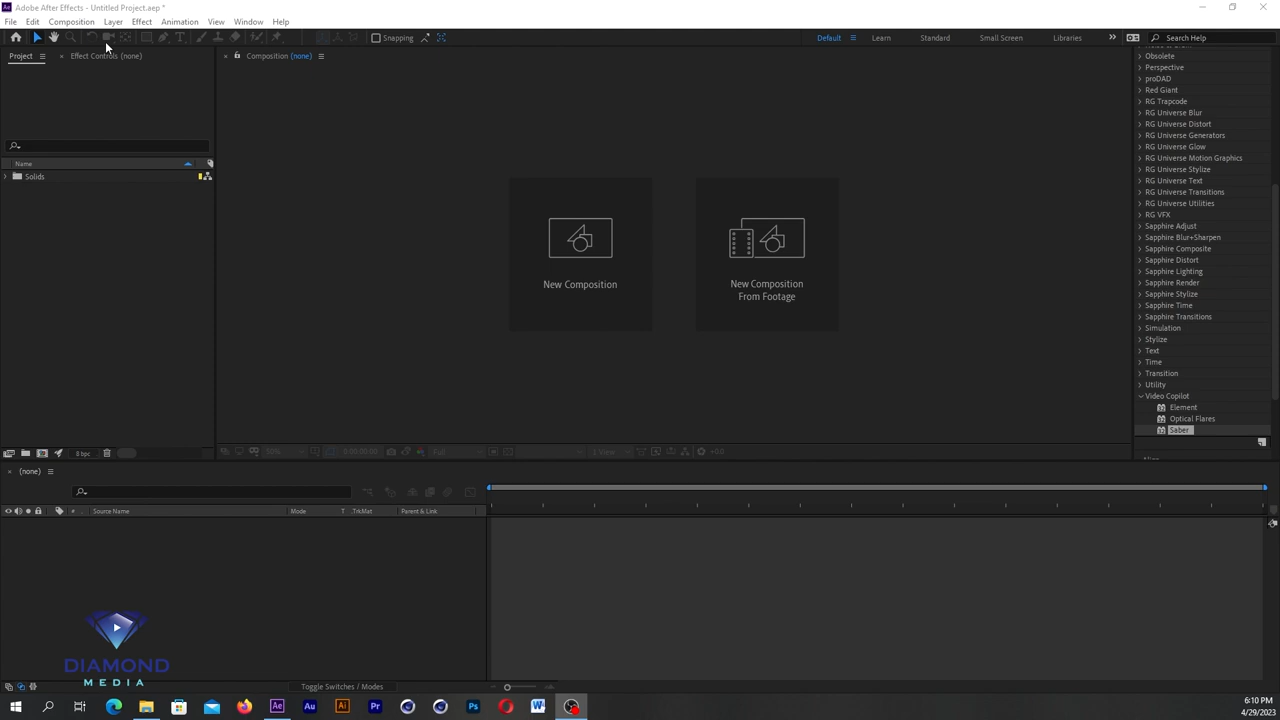 Adobe After Effects - Untitled Project.aep *
File Edit Composition Layer Effect Animation View Window Help
Snapping Default Learn Standard Small Screen Libraries Search Help
Project Effect Controls (none) Composition (none)
Name
Solids
New Composition
New Composition
From Footage
8 bpc
Full
+0.0
Obsolete
Perspective
proDAD
Red Giant
RG Trapcode
RG Universe Blur
RG Universe Distort
RG Universe Generators
RG Universe Glow
RG Universe Motion Graphics
RG Universe Stylize
RG Universe Text
RG Universe Transitions
RG Universe Utilities
RG VFX
Sapphire Adjust
Sapphire Blur+Sharpen
Sapphire Composite
Sapphire Distort
Sapphire Lighting
Sapphire Render
Sapphire Stylize
Sapphire Time
Sapphire Transitions
Simulation
Stylize
Text
Time
Transition
Utility
Video Copilot
Element
Optical Flares
Saber
(none)
# Source Name Mode T .TrkMat Parent & Link
DIAMOND
MEDIA
Toggle Switches / Modes
6:10 PM
4/29/2023